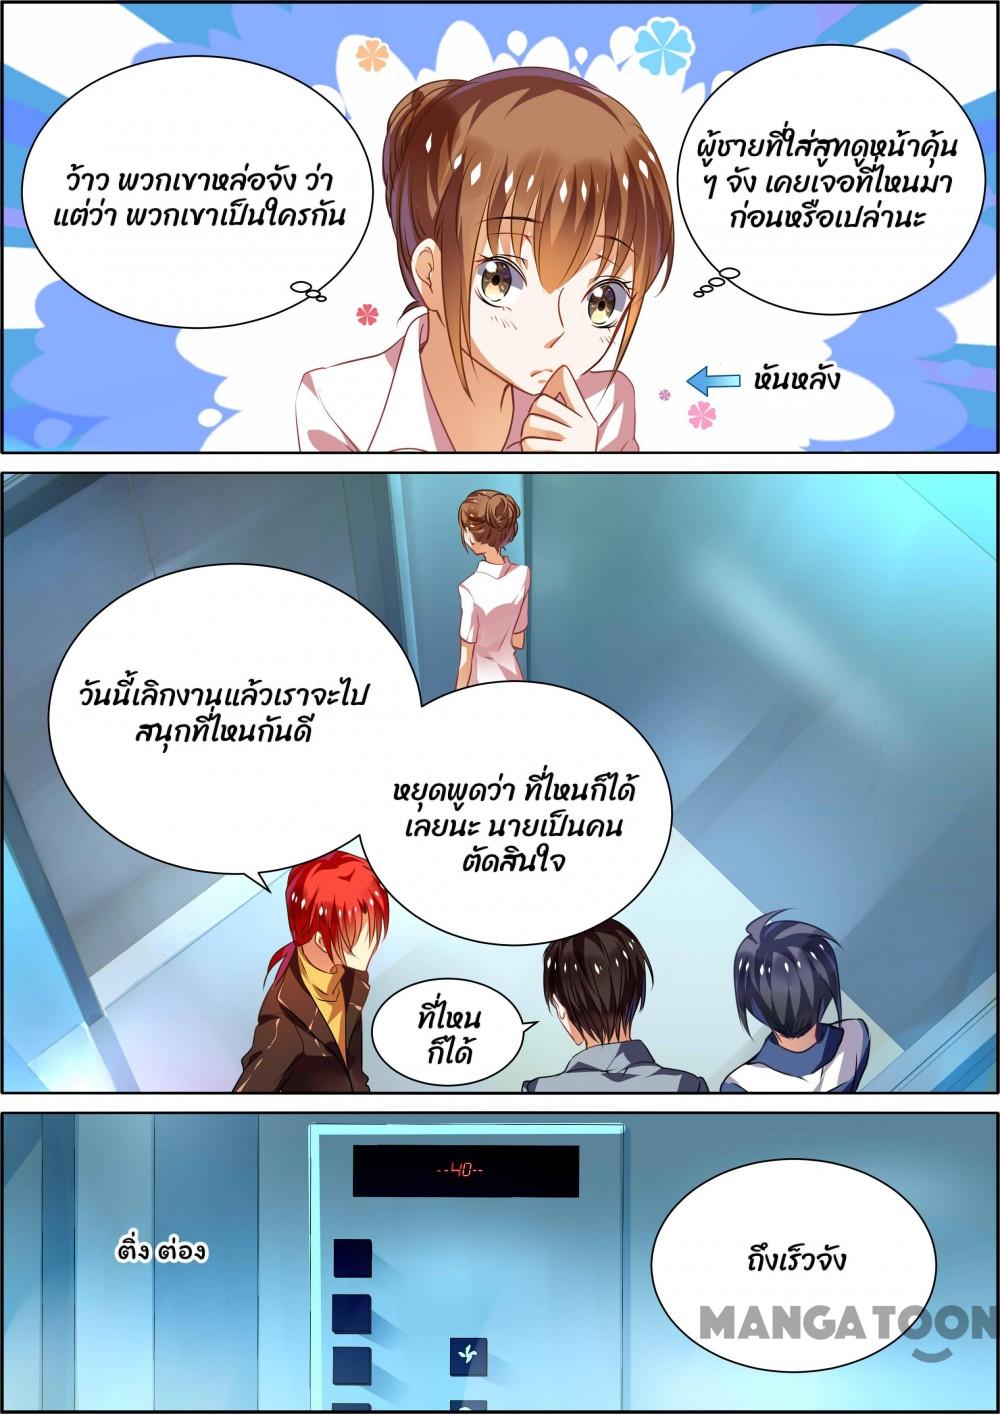 ว้าว พวกเขาหล่อจัง ว่า
แต่ว่า พวกเขาเป็นใครกัน
ผู้ชายที่ใส่สูทดูหน้าคุ้น
ๆ จัง เคยเจอที่ไหนมา
ก่อนหรือเปล่านะ
หันหลัง
วันนี้เลิกงานแล้วเราจะไป
สนุกที่ไหนกันดี
หยุดพูดว่า ที่ไหนก็ได้
เลยนะ นายเป็นคน
ตัดสินใจ
ที่ไหน
ก็ได้
--40--
ติ่ง ต่อง
ถึงเร็วจัง
MANGATOON